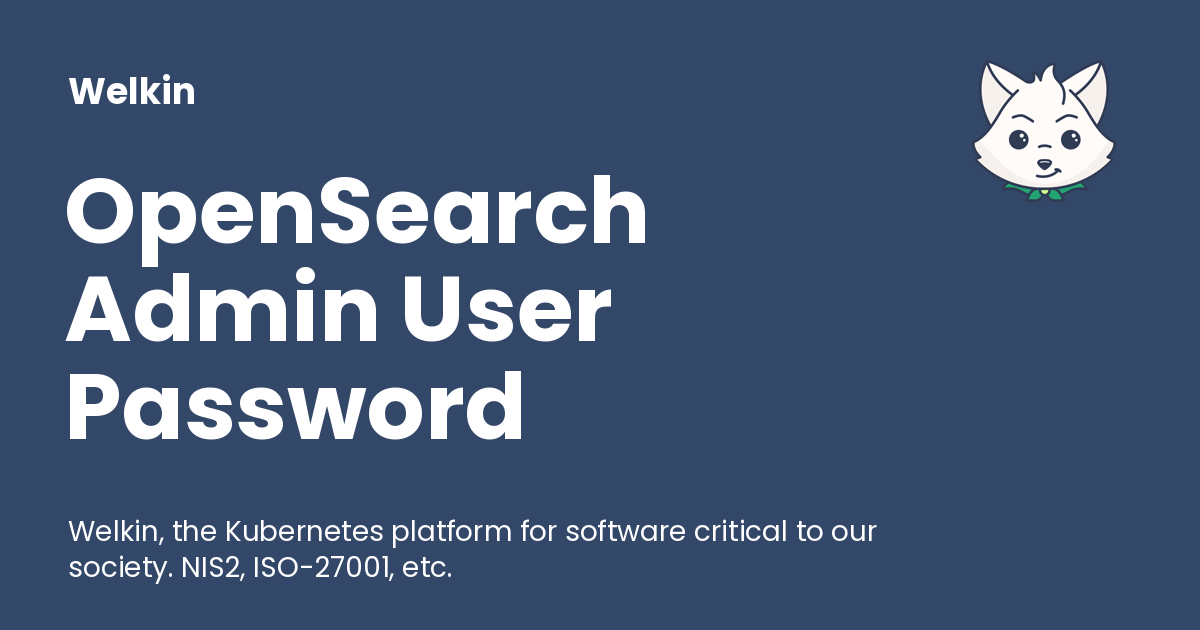 Welkin
OpenSearch
Admin User
Password
Welkin, the Kubernetes platform for software critical to our
society. NIS2, ISO-27001, etc.